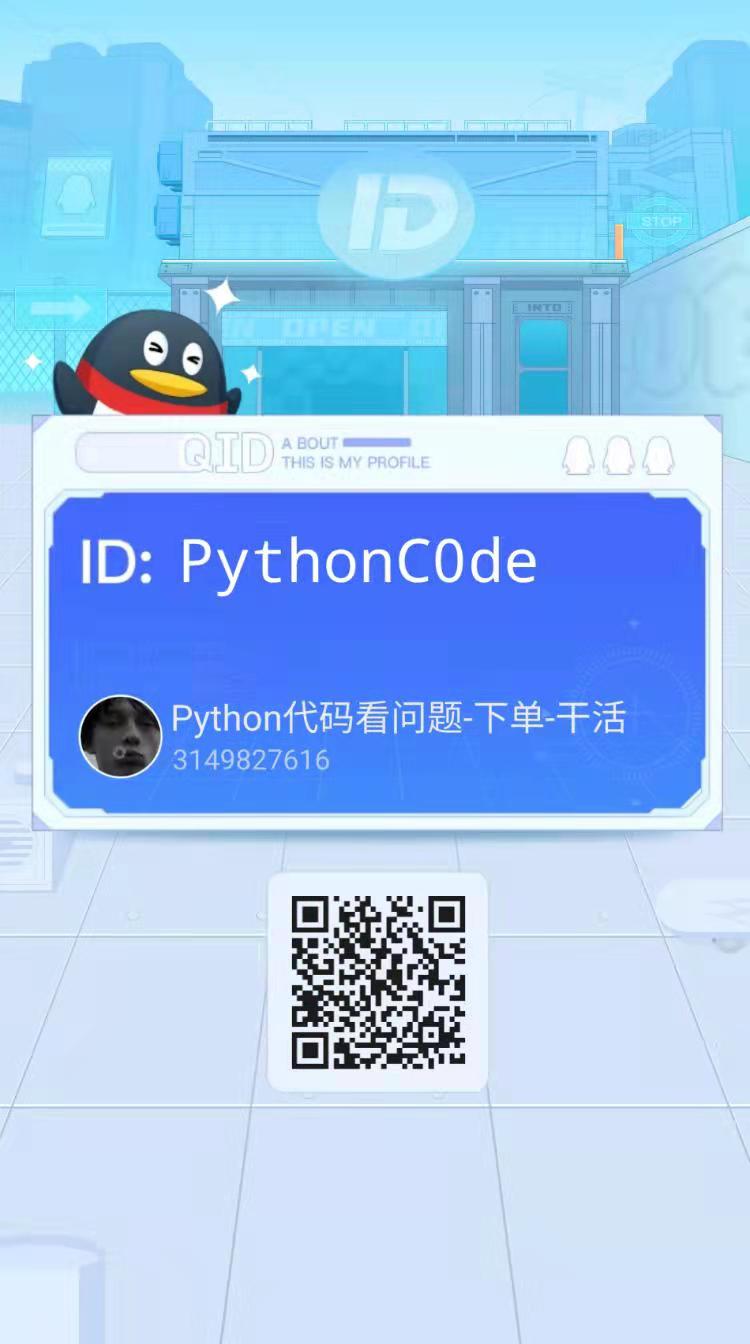 ID
STOP
INTO
OPEN
QID
A BOUT
THIS IS MY PROFILE
ID: PythonC0de
Python代码看问题-下单-干活
3149827616